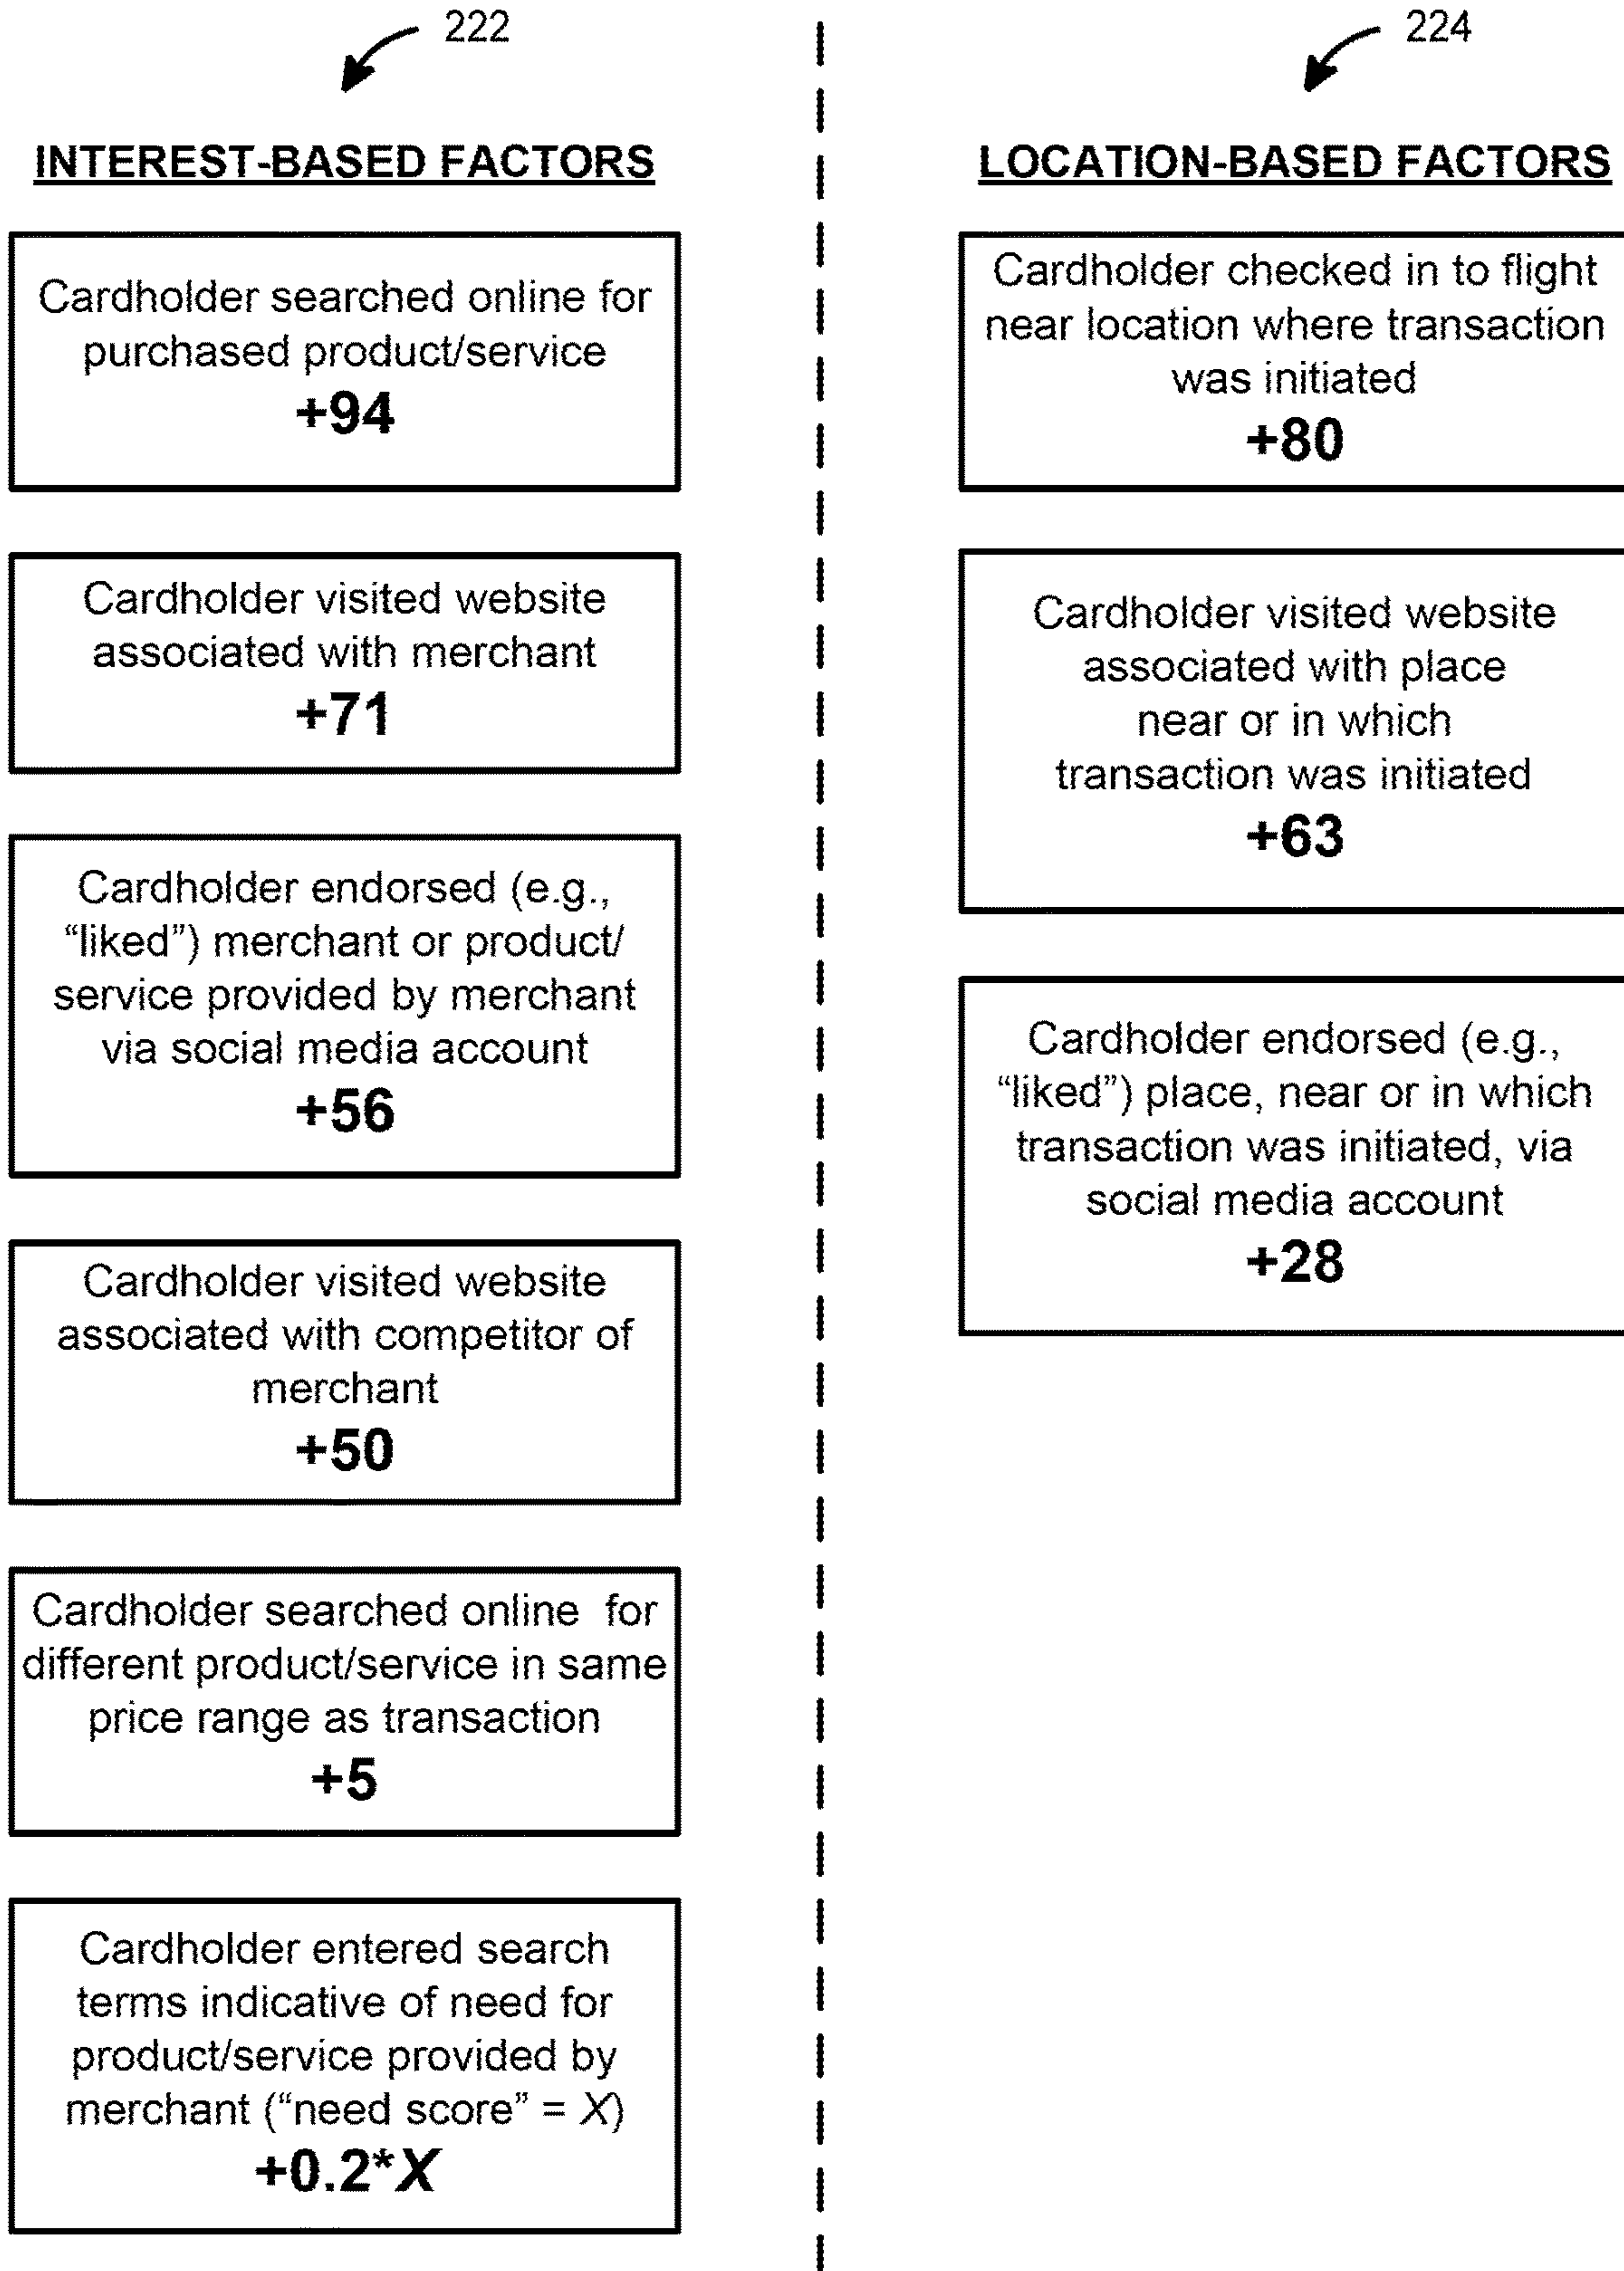 222
INTEREST-BASED FACTORS
Cardholder searched online for
purchased product/service
+94
Cardholder visited website
associated with merchant
+71
Cardholder endorsed (e.g.,
“liked”) merchant or product/
service provided by merchant
via social media account
+56
Cardholder visited website
associated with competitor of
merchant
+50
Cardholder searched online for
different product/service in same
price range as transaction
+5
Cardholder entered search
terms indicative of need for
product/service provided by
merchant (“need score” = X)
+0.2*X
224
LOCATION-BASED FACTORS
Cardholder checked in to flight
near location where transaction
was initiated
+80
Cardholder visited website
associated with place
near or in which
transaction was initiated
+63
Cardholder endorsed (e.g.,
“liked”) place, near or in which
transaction was initiated, via
social media account
+28